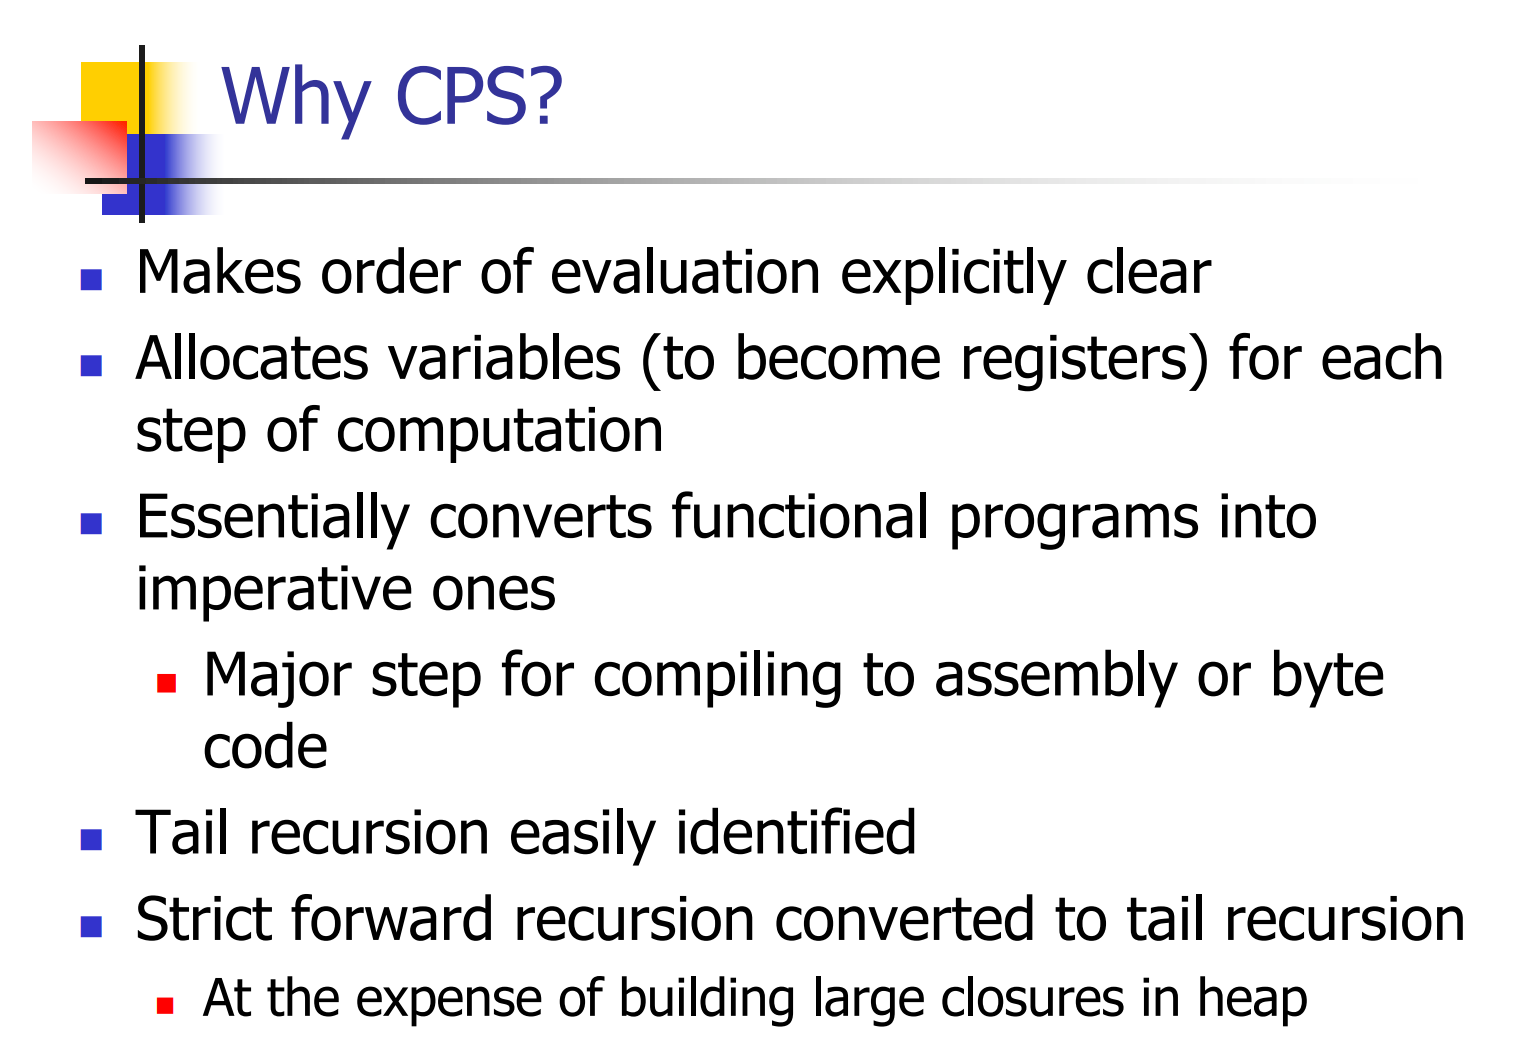 Why CPS?
Makes order of evaluation explicitly clear
Allocates variables (to become registers) for each
step of computation
Essentially converts functional programs into
imperative ones
Major step for compiling to assembly or byte
code
Tail recursion easily identified
Strict forward recursion converted to tail recursion
At the expense of building large closures in heap